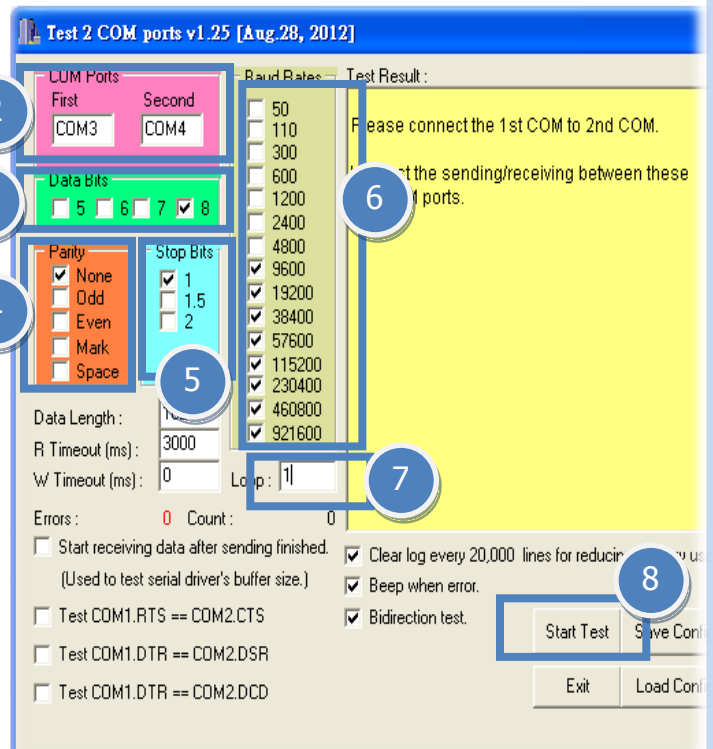 Test 2 COM ports v1.25 [Aug.28, 2012]
COM Ports
First Second
COM3 COM4
2
Data Bits
5 6 7 8
Parity
None
Odd
Even
Mark
Space
Stop Bits
1
1.5
2
5
Baud Rates
50
110
300
600
1200
2400
4800
9600
19200
38400
57600
115200
230400
460800
921600
6
Test Result :
Please connect the 1st COM to 2nd COM.
the sending/receiving between these
ports.
Data Length :
R Timeout (ms) : 3000
W Timeout (ms) : 0
Loop : 1
7
Errors : 0 Count : 0
Start receiving data after sending finished.
(Used to test serial driver's buffer size.)
Test COM1.RTS == COM2.CTS
Test COM1.DTR == COM2.DSR
Test COM1.DTR == COM2.DCD
Clear log every 20,000 lines for
Beep when error.
Bidirection test.
8
Start Test Save
Exit Load